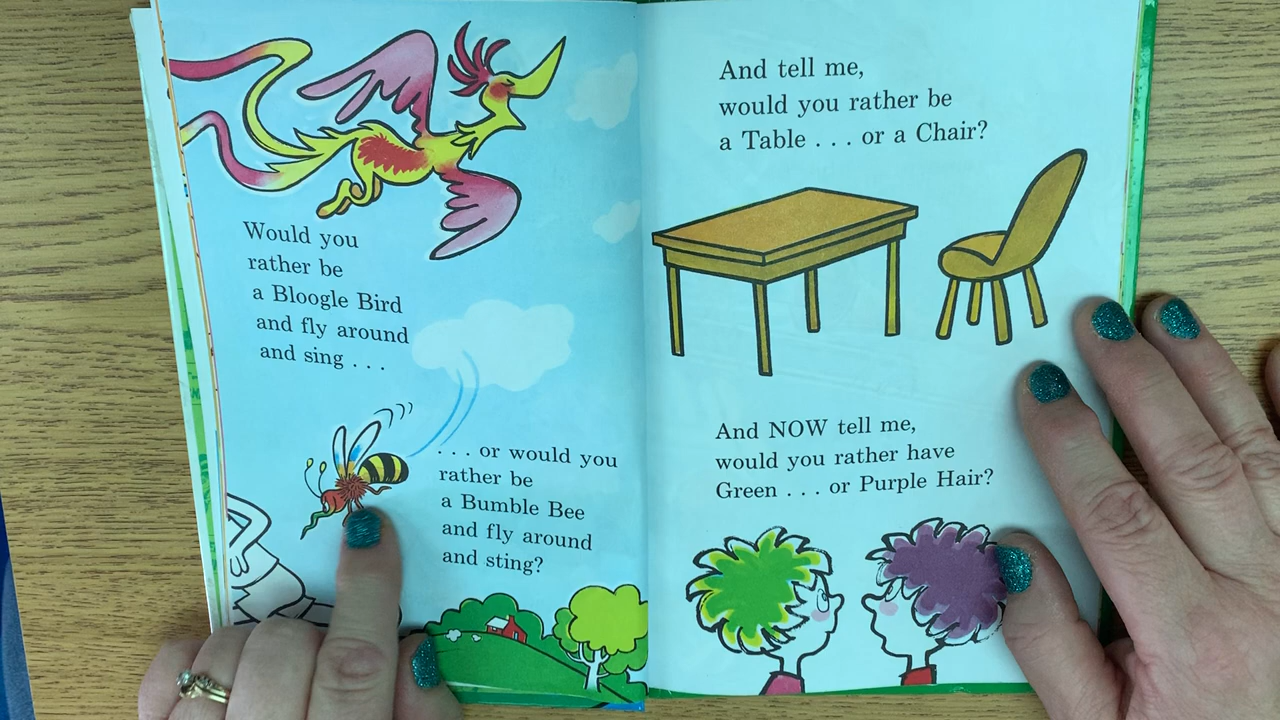 Would you
rather be
a Bloogle Bird
and fly around
and sing . . .
. . . or would you
rather be
a Bumble Bee
and fly around
and sting?
And tell me,
would you rather be
a Table . . . or a Chair?
And NOW tell me,
would you rather have
Green . . . or Purple Hair?